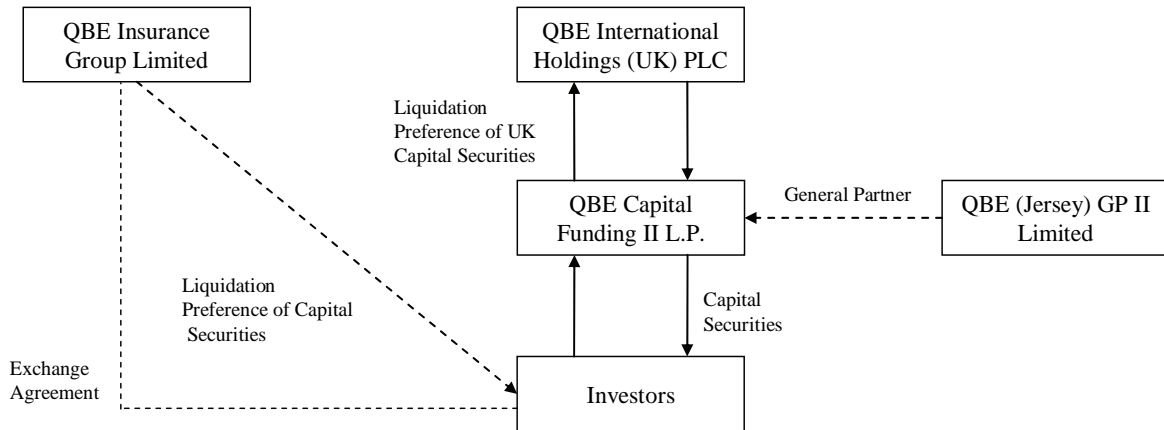 QBE Insurance
Group Limited
QBE International
Holdings (UK) PLC
Liquidation
Preference of UK
Capital Securities
General Partner
QBE Capital
Funding II L.P.
QBE (Jersey) GP II
Limited
Liquidation
Preference of Capital
Securities
Capital
Securities
Exchange
Agreement
Investors